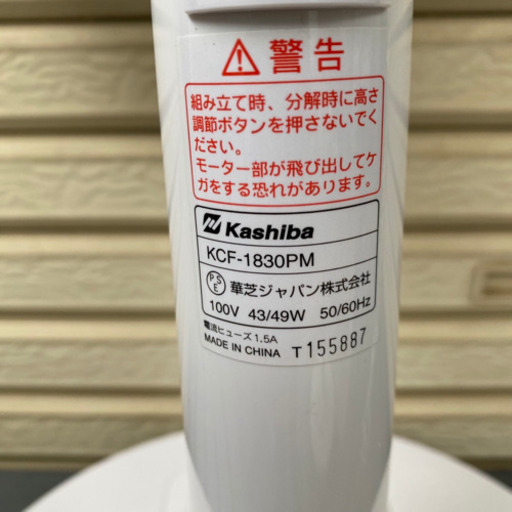 警告
組み立て時、分解時に高さ
調節ボタンを押さないでく
ださい。
モーター部が飛び出してケ
ガをする恐れがあります。
Kashiba
KCF-1830PM
PSE 華芝ジャパン株式会社
100V 43/49W 50/60Hz
電流ヒューズ1.5A
MADE IN CHINA T155887